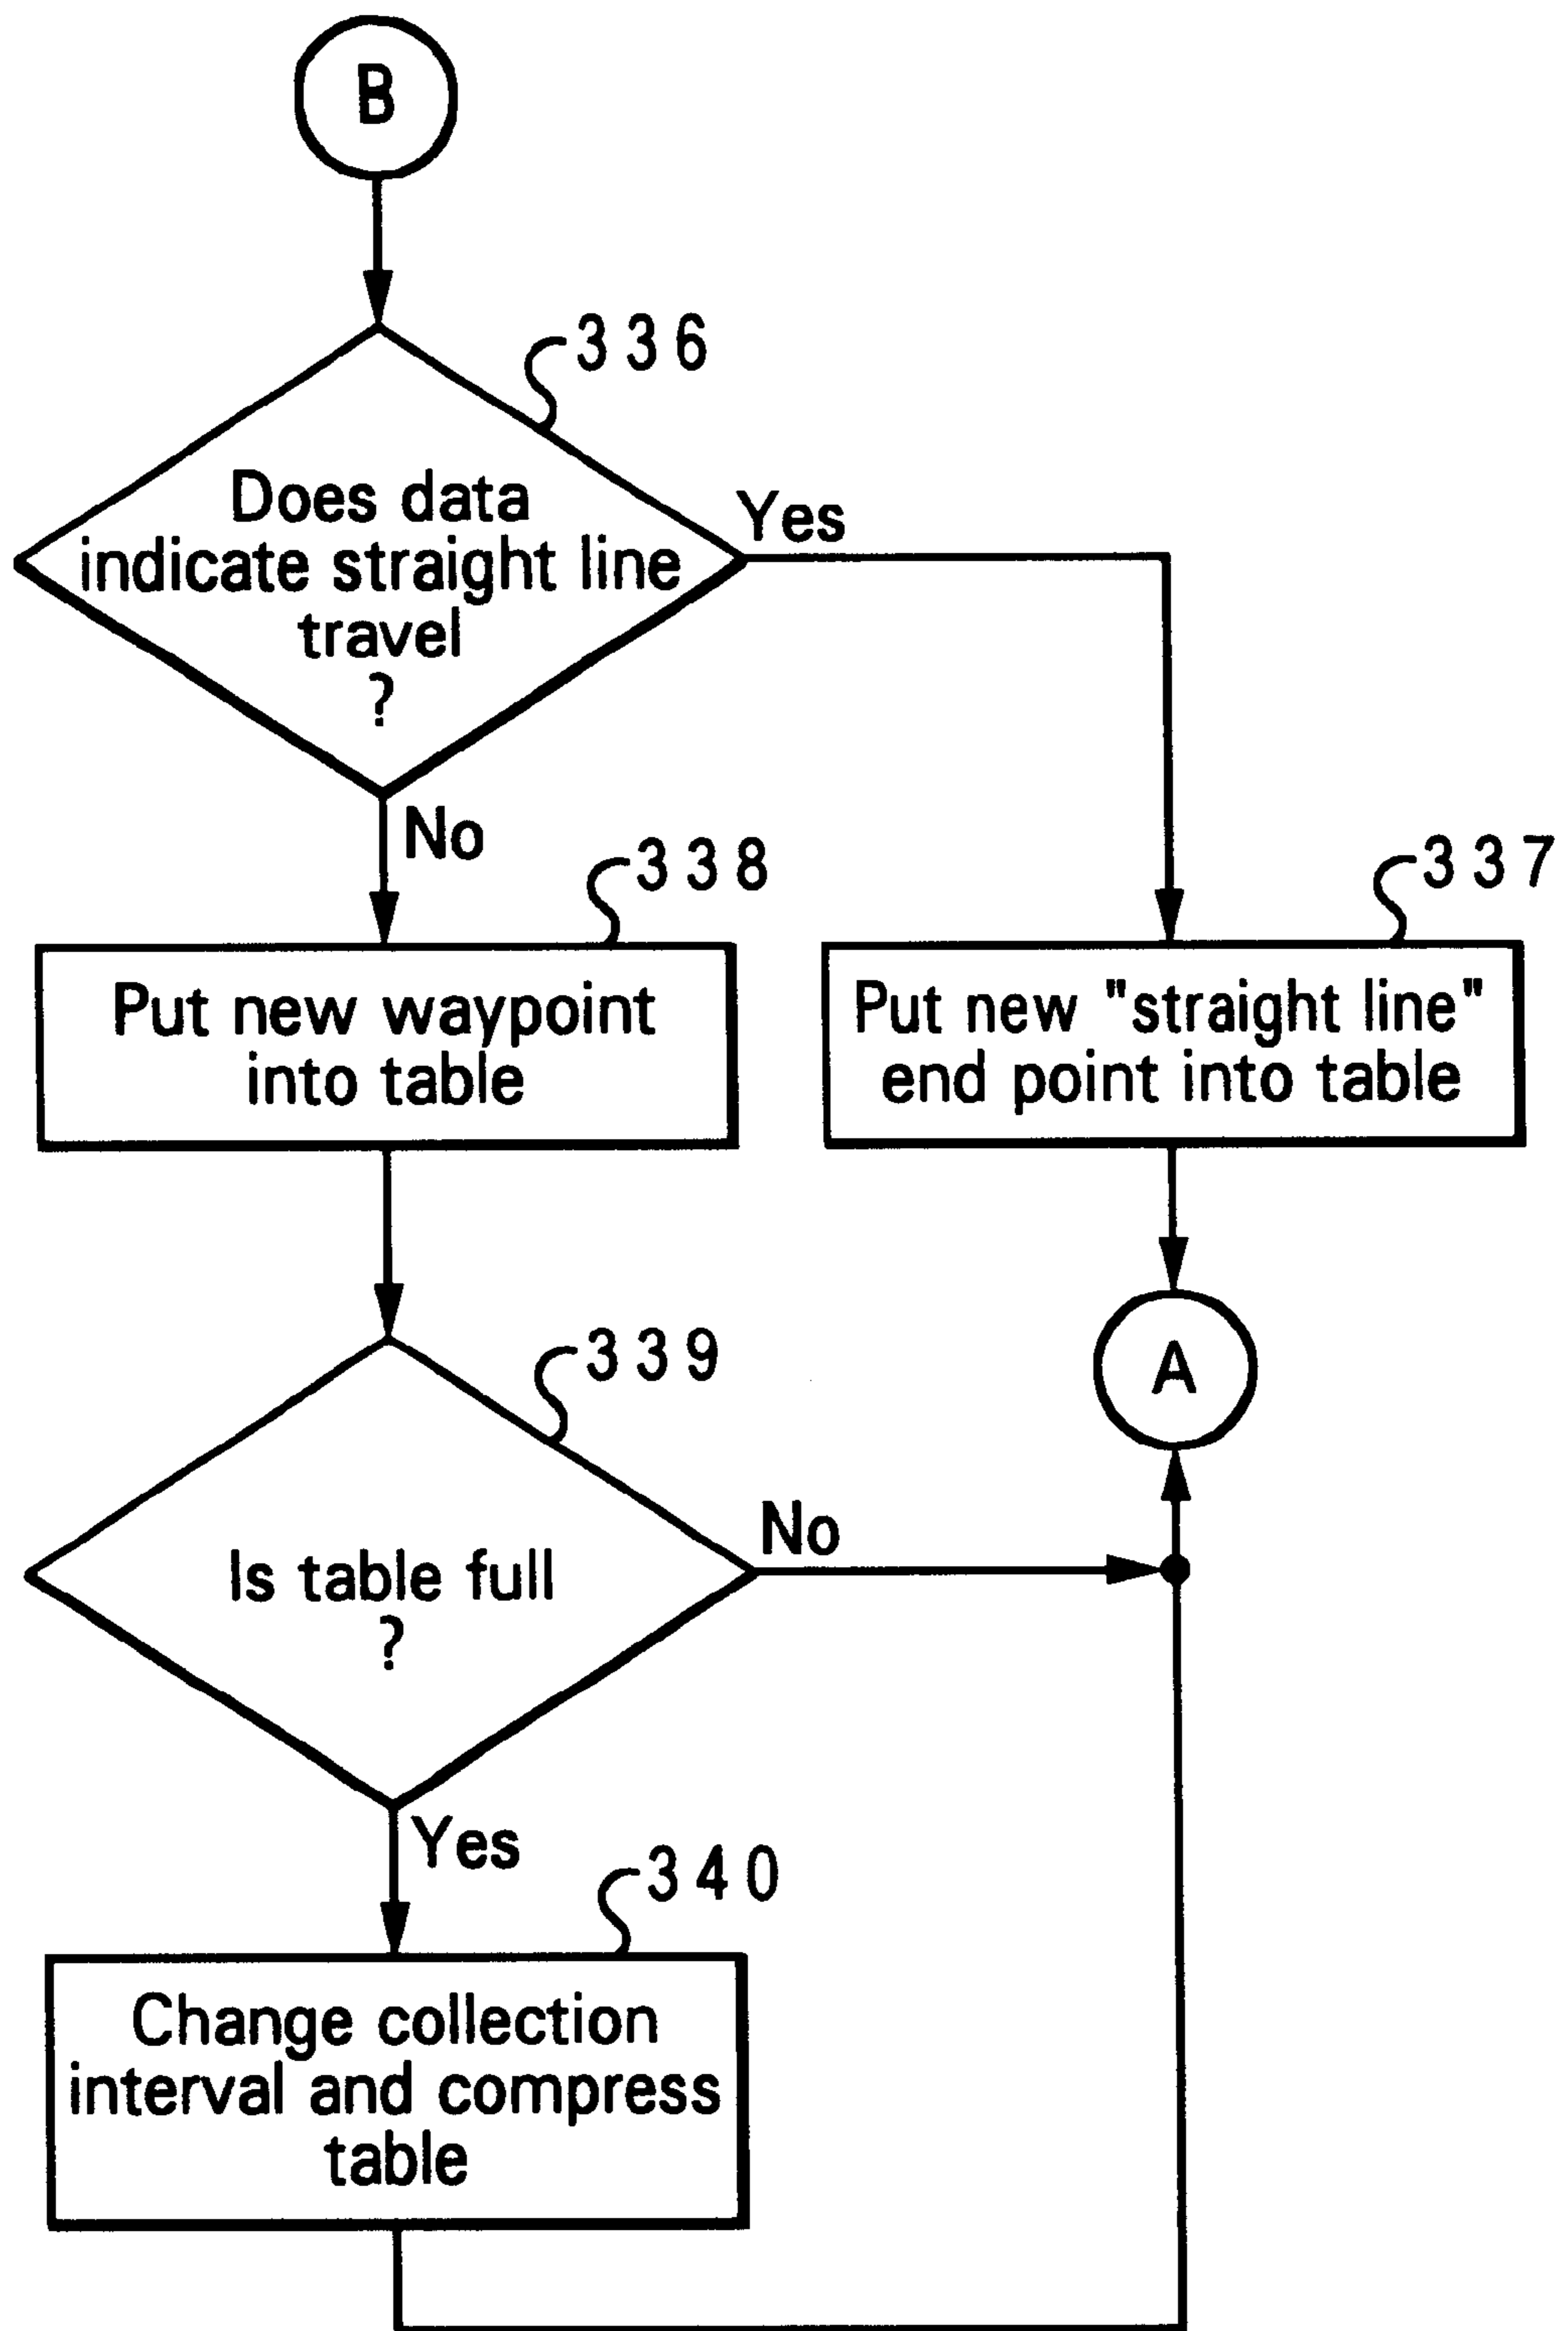 B
336
Does data
indicate straight line
travel
?
Yes
No
338
Put new waypoint
into table
337
Put new "straight line"
end point into table
A
339
Is table full
?
No
Yes
340
Change collection
interval and compress
table